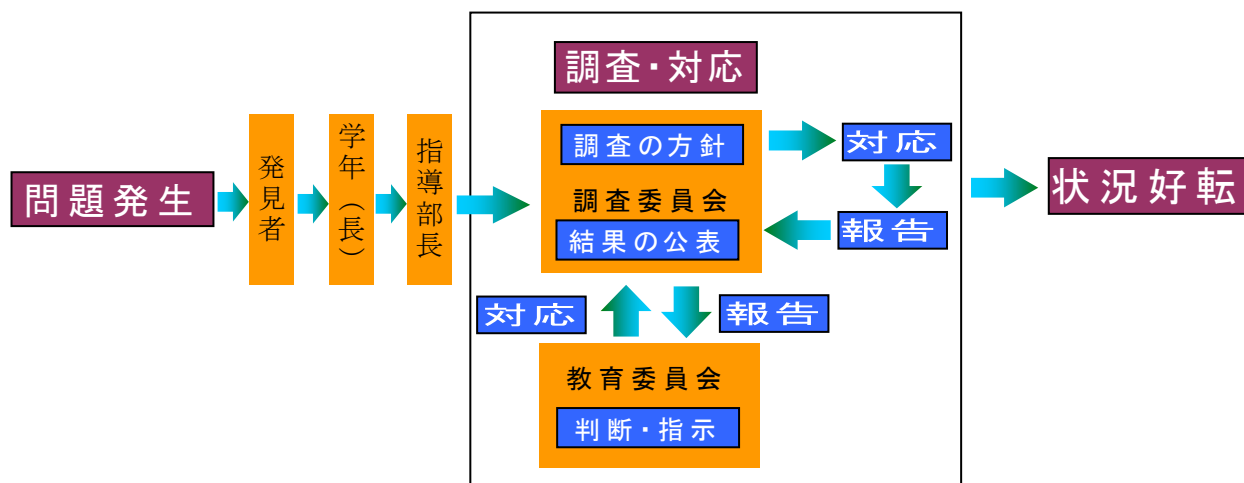 問題発生
発見者
学年(長)
指導部長
調査・対応
調査の方針
調査委員会
結果の公表
対応
報告
対応
報告
教育委員会
判断・指示
状況好転